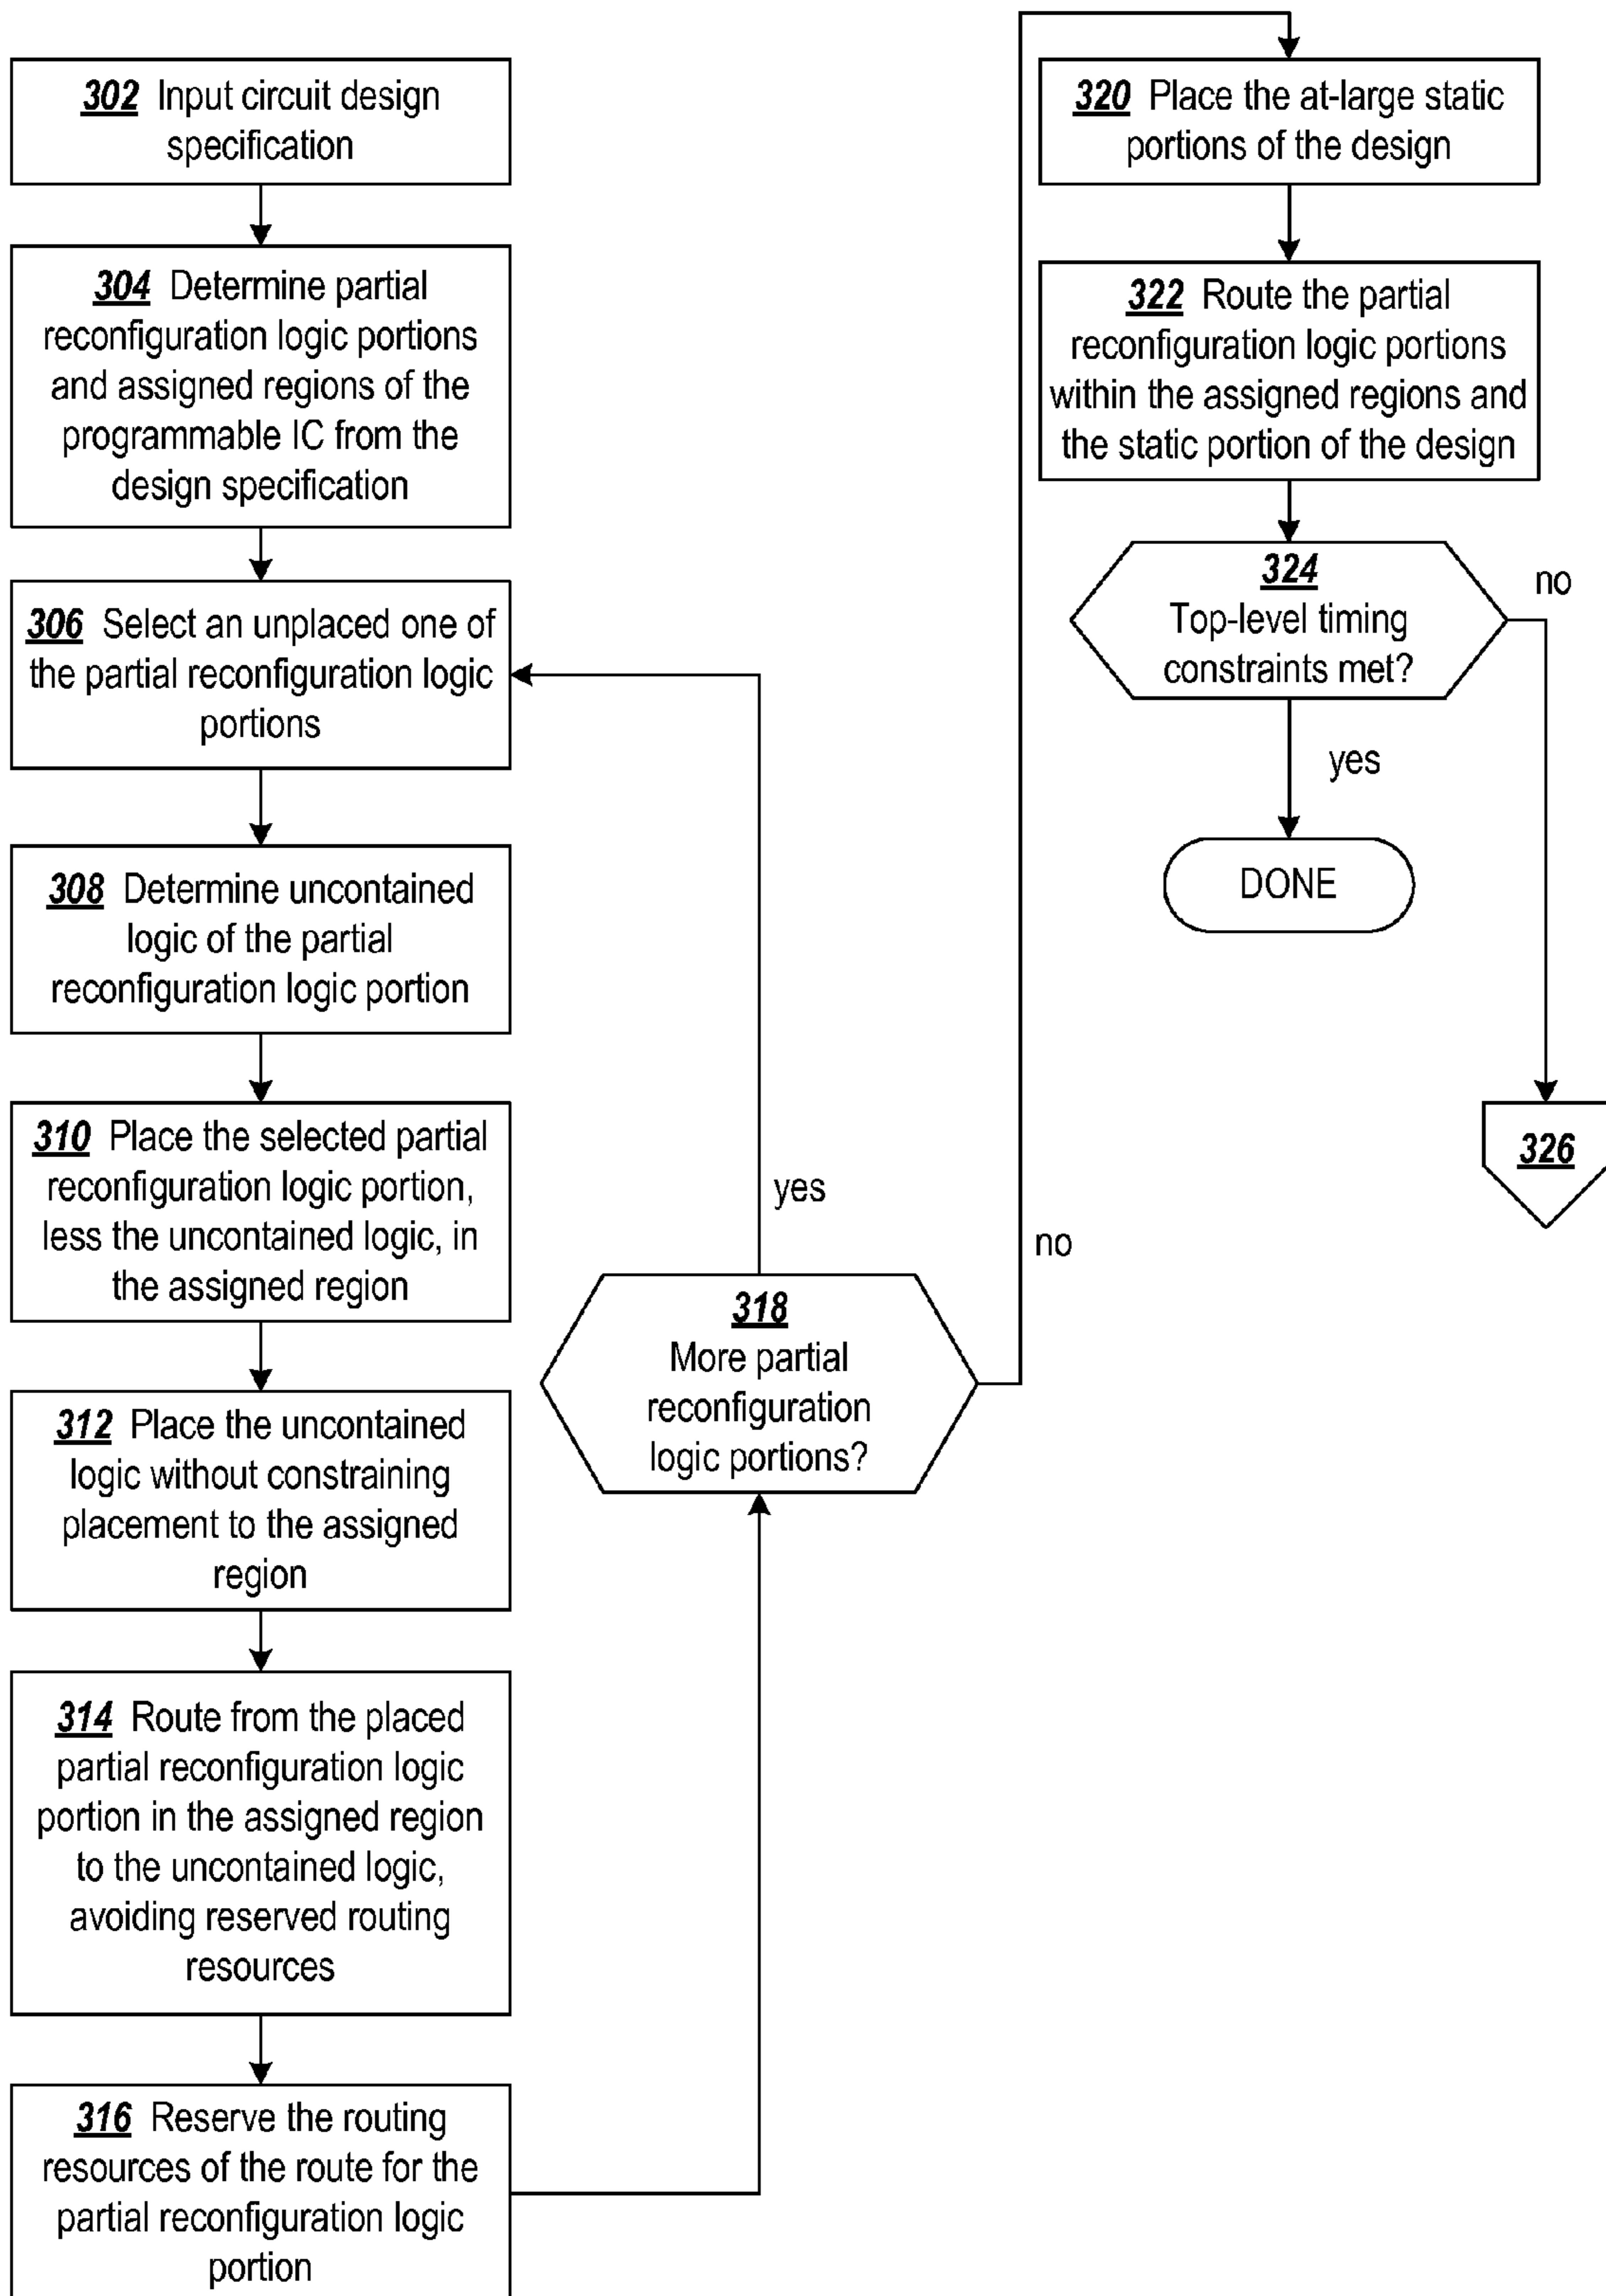 302 Input circuit design
specification
304 Determine partial
reconfiguration logic portions
and assigned regions of the
programmable IC from the
design specification
306 Select an unplaced one of
the partial reconfiguration logic
portions
308 Determine uncontained
logic of the partial
reconfiguration logic portion
310 Place the selected partial
reconfiguration logic portion,
less the uncontained logic, in
the assigned region
312 Place the uncontained
logic without constraining
placement to the assigned
region
314 Route from the placed
partial reconfiguration logic
portion in the assigned region
to the uncontained logic,
avoiding reserved routing
resources
316 Reserve the routing
resources of the route for the
partial reconfiguration logic
portion
318
More partial
reconfiguration
logic portions?
yes
no
320 Place the at-large static
portions of the design
322 Route the partial
reconfiguration logic portions
within the assigned regions and
the static portion of the design
324
Top-level timing
constraints met?
no
yes
DONE
326